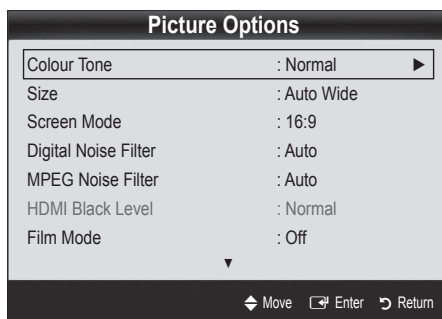 Picture Options
Colour Tone : Normal ▶
Size : Auto Wide
Screen Mode : 16:9
Digital Noise Filter : Auto
MPEG Noise Filter : Auto
HDMI Black Level : Normal
Film Mode : Off
▼
Move Enter Return